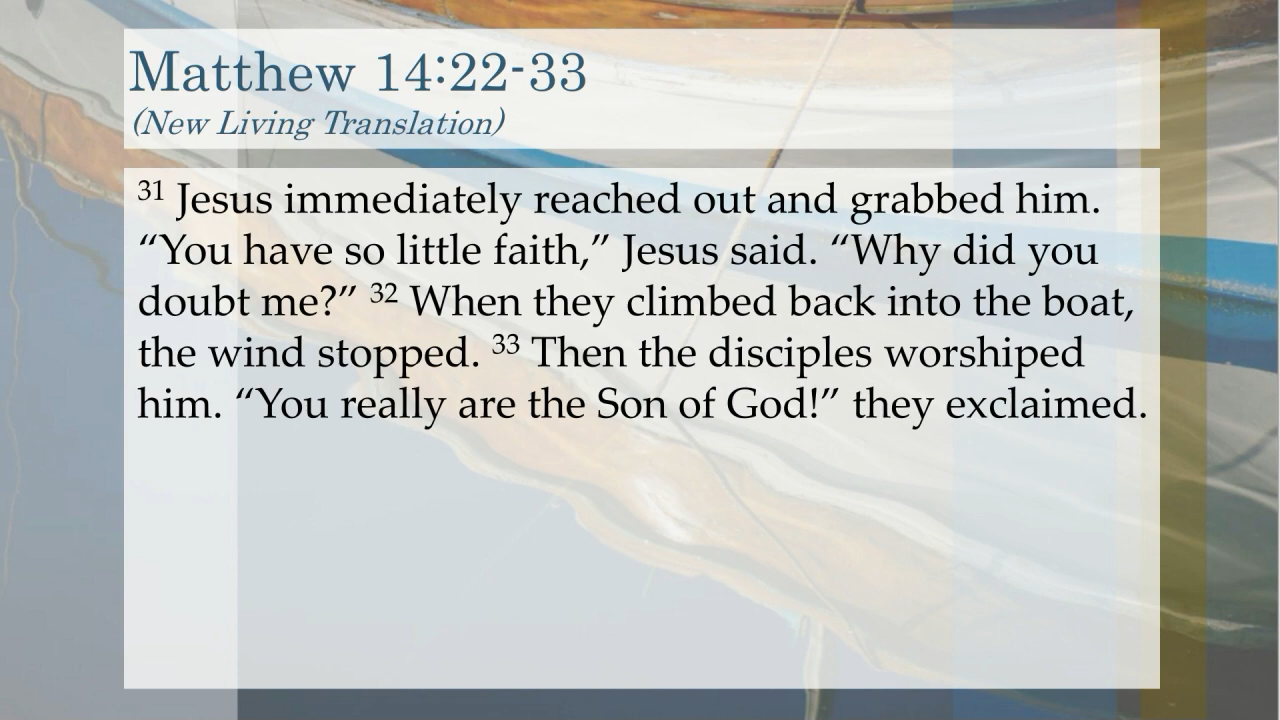 Matthew 14:22-33
(New Living Translation)
31 Jesus immediately reached out and grabbed him.
“You have so little faith,” Jesus said. “Why did you
doubt me?” 32 When they climbed back into the boat,
the wind stopped. 33 Then the disciples worshiped
him. “You really are the Son of God!” they exclaimed.